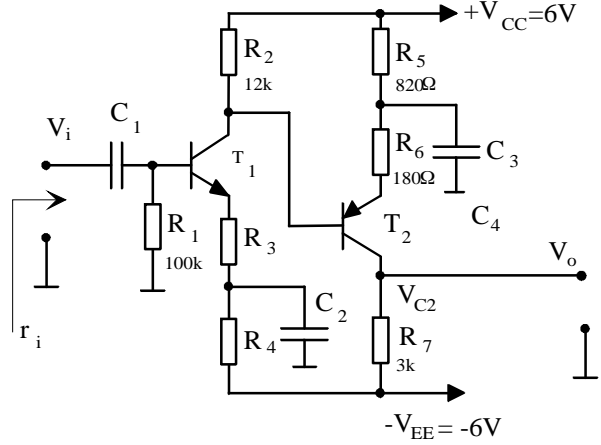 +V CC=6V
R 2
12k
R 5
820Ω
V i
C 1
T 1
R 6
180Ω
C 3
C 4
R 1
100k
R 3
T 2
V o
r i
R 4
C 2
V C2
R 7
3k
-V EE = -6V